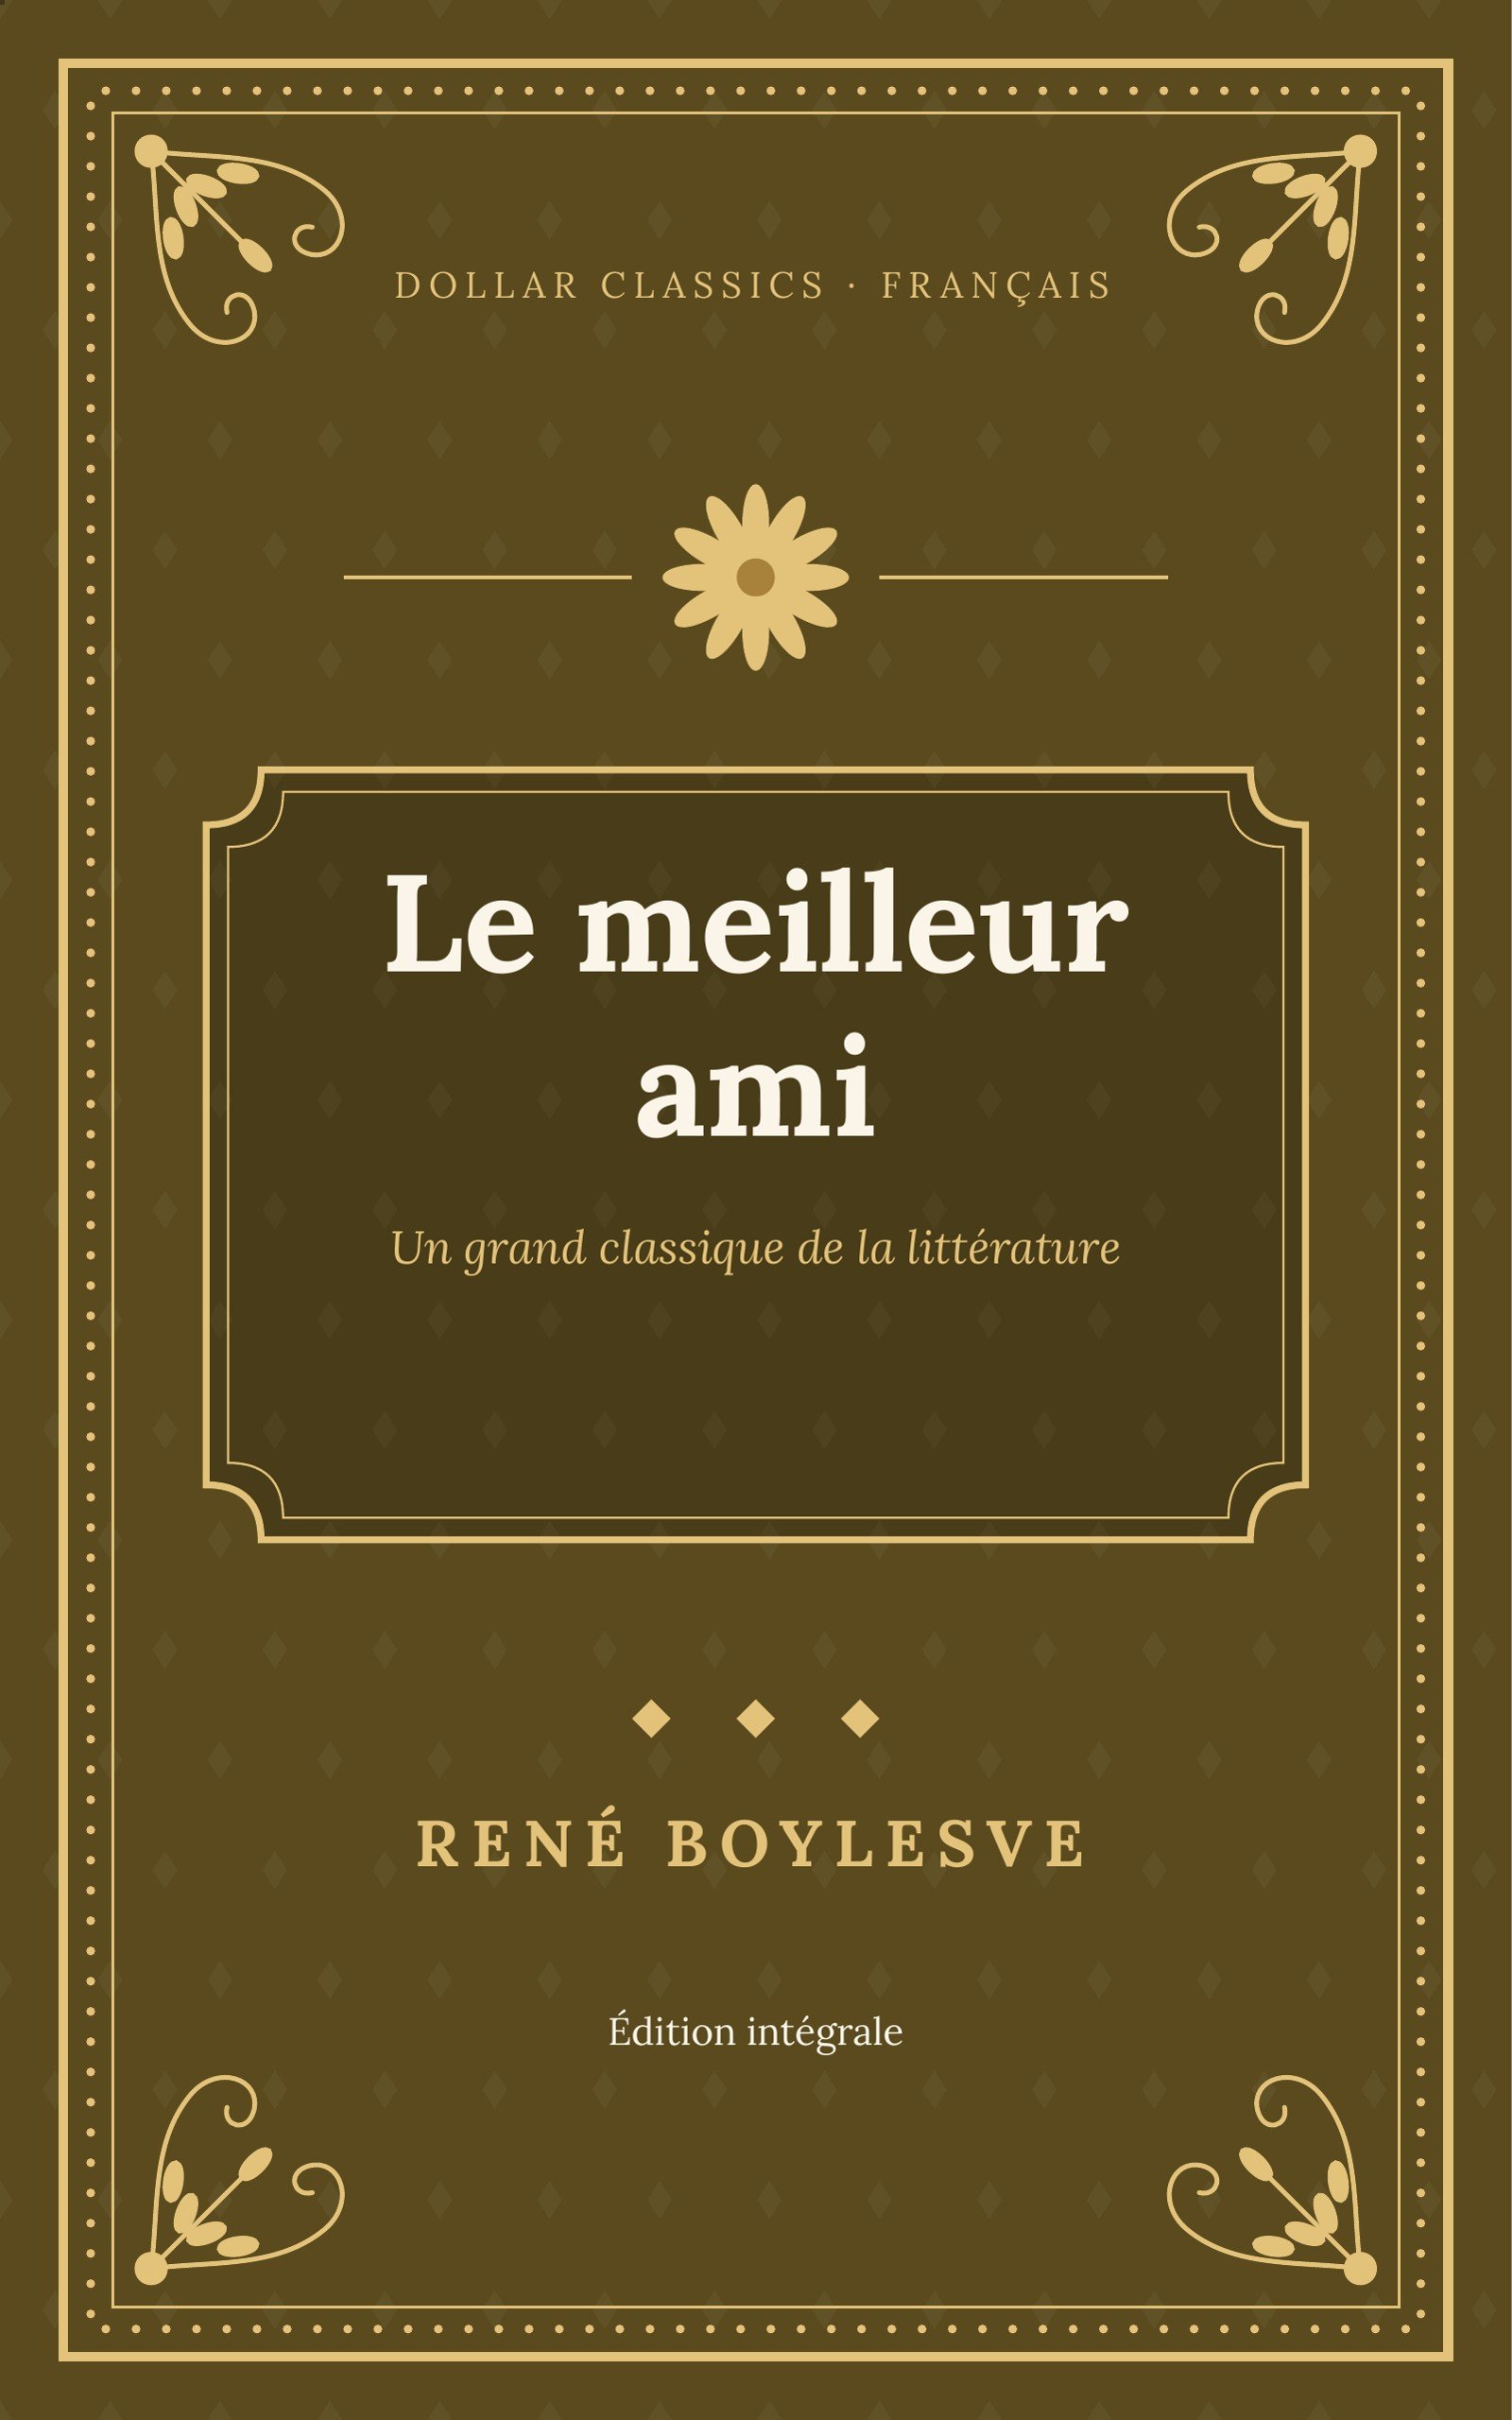 DOLLAR CLASSICS · FRANÇAIS
Le meilleur
ami
Un grand classique de la littérature
RENÉ BOYLESVE
Édition intégrale